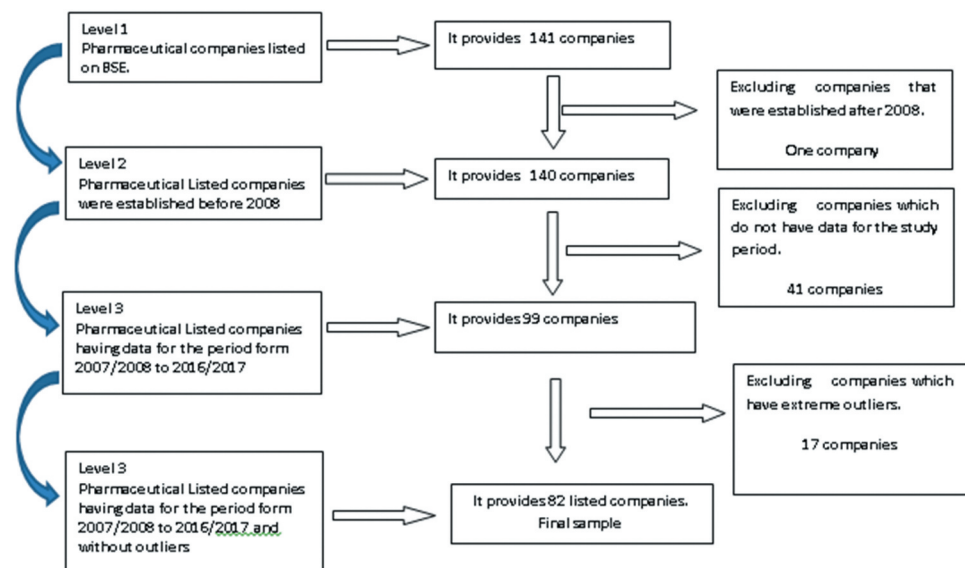 Level 1
Pharmaceutical companies listed
on BSE.
It provides 141 companies
Excluding companies that
were established after 2008.
One company
Level 2
Pharmaceutical Listed companies
were established before 2008
It provides 140 companies
Excluding companies which
do not have data for the study
period.
41 companies
Level 3
Pharmaceutical Listed companies
having data for the period form
2007/2008 to 2016/2017
It provides 99 companies
Excluding companies which
have extreme outliers.
17 companies
Level 3
Pharmaceutical Listed companies
having data for the period form
2007/2008 to 2016/2017 and
without outliers
It provides 82 listed companies.
Final sample